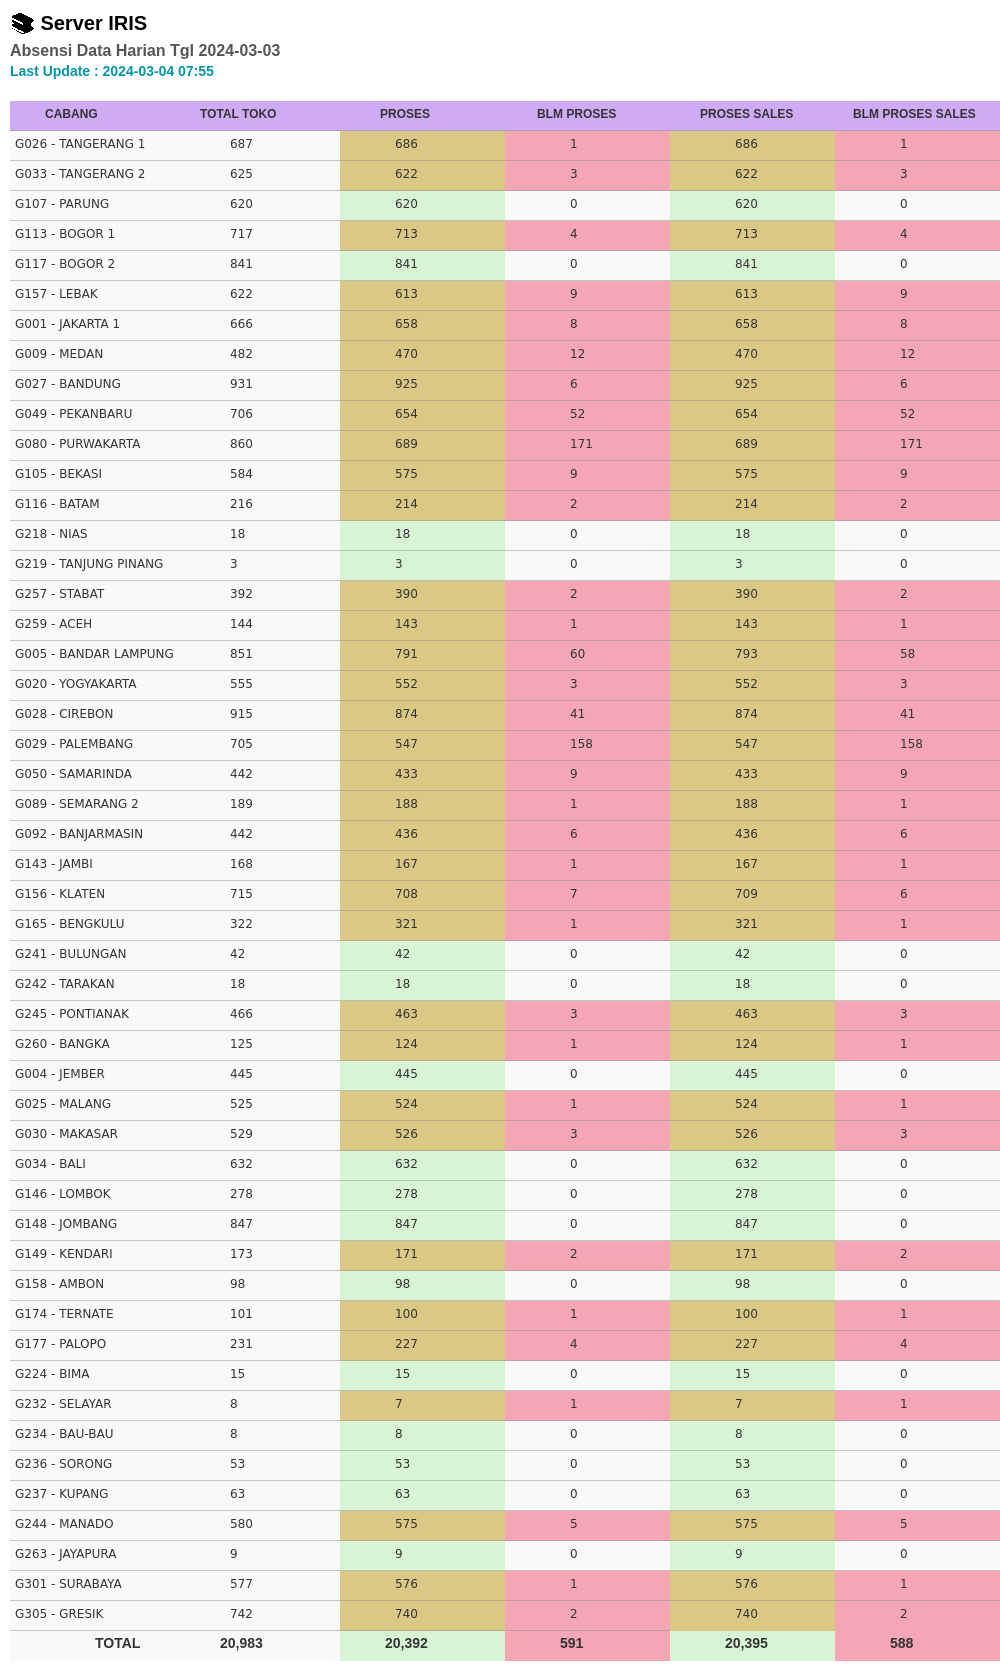 Server IRIS
Absensi Data Harian Tgl 2024-03-03
Last Update : 2024-03-04 07:55
CABANG TOTAL TOKO PROSES BLM PROSES PROSES SALES BLM PROSES SALES
G026 - TANGERANG 1 687 686 1 686 1
G033 - TANGERANG 2 625 622 3 622 3
G107 - PARUNG 620 620 0 620 0
G113 - BOGOR 1 717 713 4 713 4
G117 - BOGOR 2 841 841 0 841 0
G157 - LEBAK 622 613 9 613 9
G001 - JAKARTA 1 666 658 8 658 8
G009 - MEDAN 482 470 12 470 12
G027 - BANDUNG 931 925 6 925 6
G049 - PEKANBARU 706 654 52 654 52
G080 - PURWAKARTA 860 689 171 689 171
G105 - BEKASI 584 575 9 575 9
G116 - BATAM 216 214 2 214 2
G218 - NIAS 18 18 0 18 0
G219 - TANJUNG PINANG 3 3 0 3 0
G257 - STABAT 392 390 2 390 2
G259 - ACEH 144 143 1 143 1
G005 - BANDAR LAMPUNG 851 791 60 793 58
G020 - YOGYAKARTA 555 552 3 552 3
G028 - CIREBON 915 874 41 874 41
G029 - PALEMBANG 705 547 158 547 158
G050 - SAMARINDA 442 433 9 433 9
G089 - SEMARANG 2 189 188 1 188 1
G092 - BANJARMASIN 442 436 6 436 6
G143 - JAMBI 168 167 1 167 1
G156 - KLATEN 715 708 7 709 6
G165 - BENGKULU 322 321 1 321 1
G241 - BULUNGAN 42 42 0 42 0
G242 - TARAKAN 18 18 0 18 0
G245 - PONTIANAK 466 463 3 463 3
G260 - BANGKA 125 124 1 124 1
G004 - JEMBER 445 445 0 445 0
G025 - MALANG 525 524 1 524 1
G030 - MAKASAR 529 526 3 526 3
G034 - BALI 632 632 0 632 0
G146 - LOMBOK 278 278 0 278 0
G148 - JOMBANG 847 847 0 847 0
G149 - KENDARI 173 171 2 171 2
G158 - AMBON 98 98 0 98 0
G174 - TERNATE 101 100 1 100 1
G177 - PALOPO 231 227 4 227 4
G224 - BIMA 15 15 0 15 0
G232 - SELAYAR 8 7 1 7 1
G234 - BAU-BAU 8 8 0 8 0
G236 - SORONG 53 53 0 53 0
G237 - KUPANG 63 63 0 63 0
G244 - MANADO 580 575 5 575 5
G263 - JAYAPURA 9 9 0 9 0
G301 - SURABAYA 577 576 1 576 1
G305 - GRESIK 742 740 2 740 2
TOTAL 20,983 20,392 591 20,395 588